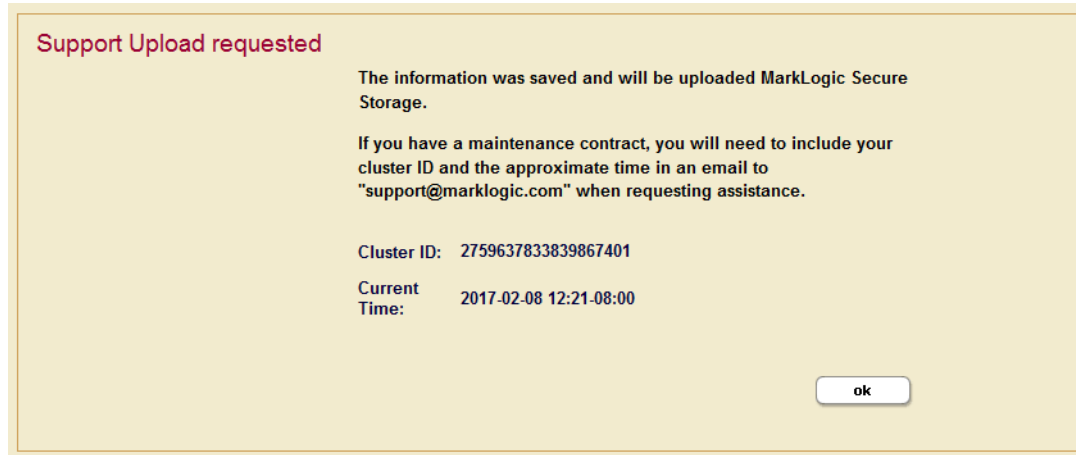 Support Upload requested
The information was saved and will be uploaded MarkLogic Secure
Storage.
If you have a maintenance contract, you will need to include your
cluster ID and the approximate time in an email to
"support@marklogic.com" when requesting assistance.
Cluster ID: 2759637833839867401
Current
Time: 2017-02-08 12:21-08:00
ok